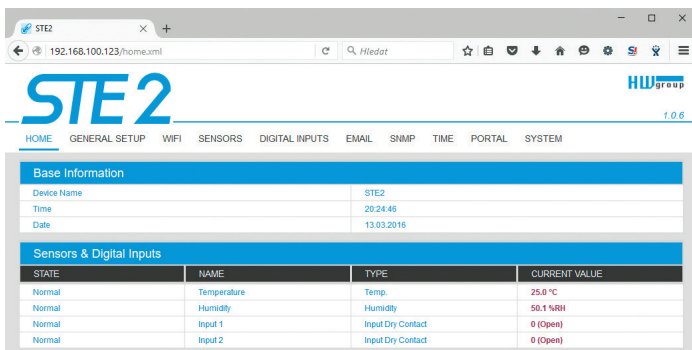 STE2
192.168.100.123/home.xml Hledat
STE2
HW group
1.0.6
HOME GENERAL SETUP WIFI SENSORS DIGITAL INPUTS EMAIL SNMP TIME PORTAL SYSTEM
Base Information
Device Name STE2
Time 20:24:46
Date 13.03.2016
Sensors & Digital Inputs
STATE NAME TYPE CURRENT VALUE
Normal Temperature Temp. 25.0 °C
Normal Humidity Humidity 50.1 %RH
Normal Input 1 Input Dry Contact 0 (Open)
Normal Input 2 Input Dry Contact 0 (Open)